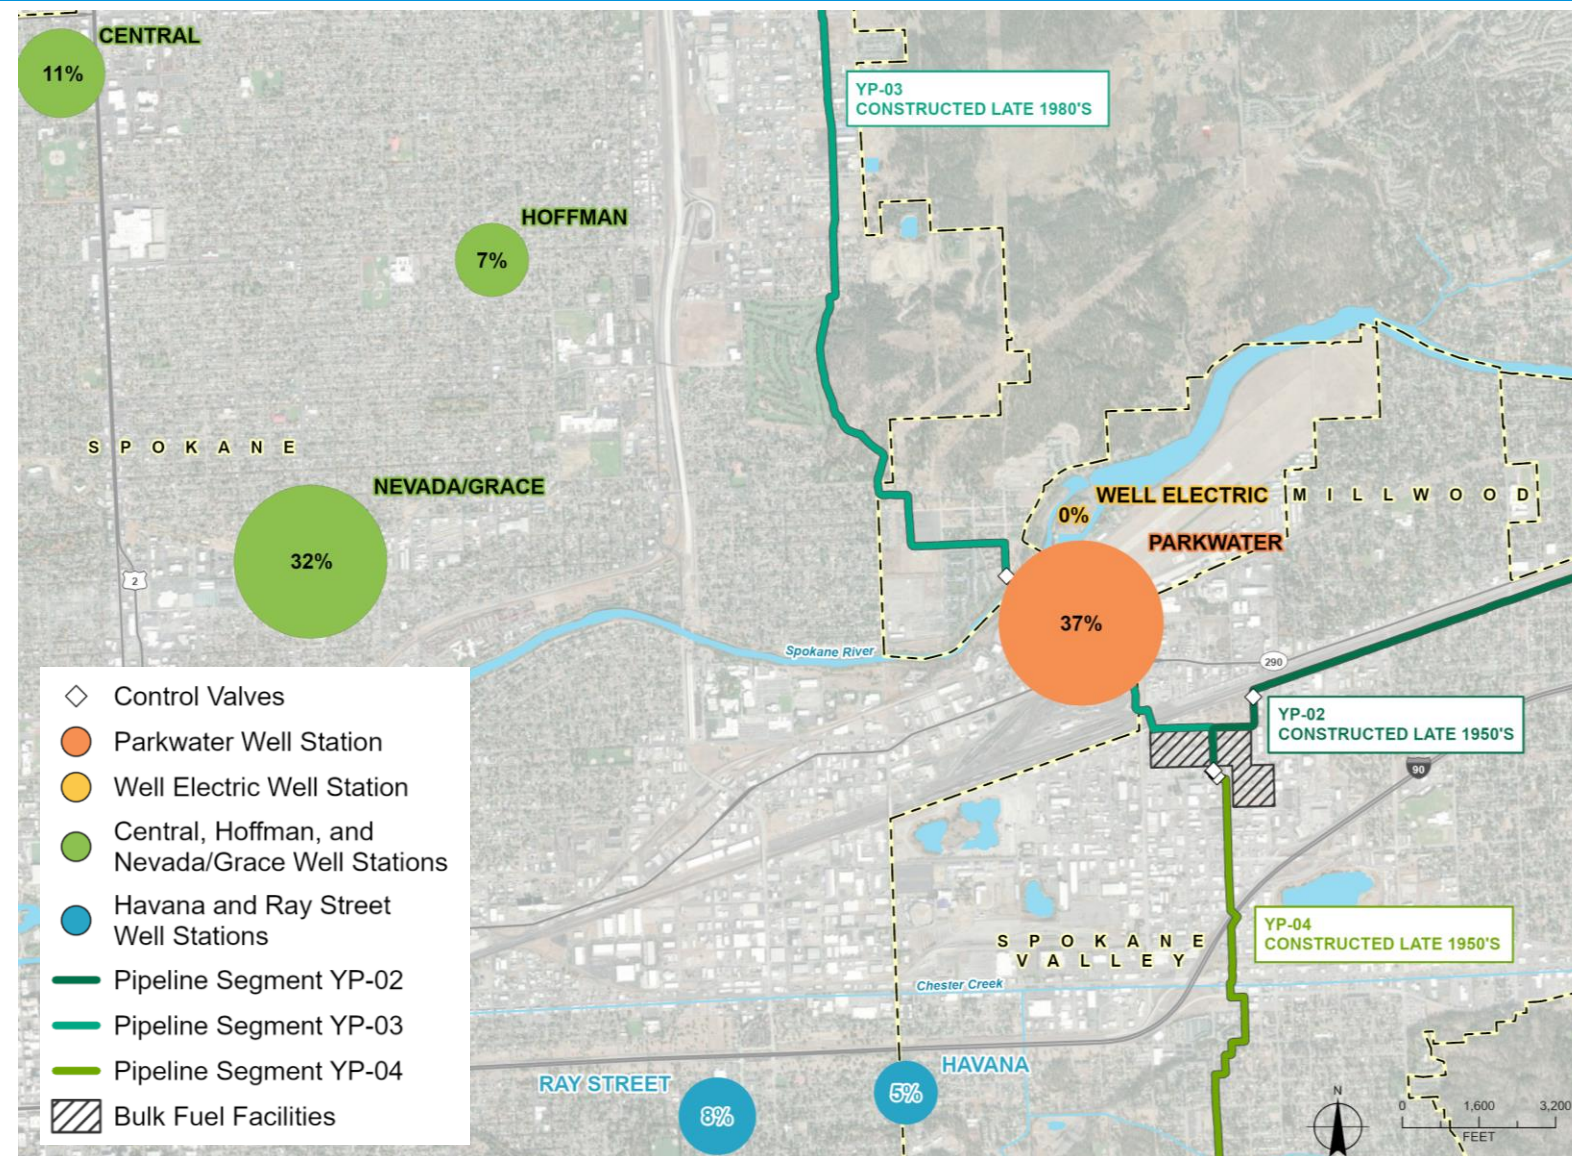 CENTRAL
11%
YP-03
CONSTRUCTED LATE 1980'S
HOFFMAN
7%
S P O K A N E
NEVADA/GRACE
32%
WELL ELECTRIC
0%
M I L L W O O D
PARKWATER
37%
2
Spokane River
290
YP-02
CONSTRUCTED LATE 1950'S
90
Control Valves
Parkwater Well Station
Well Electric Well Station
Central, Hoffman, and
Nevada/Grace Well Stations
Havana and Ray Street
Well Stations
Pipeline Segment YP-02
Pipeline Segment YP-03
Pipeline Segment YP-04
Bulk Fuel Facilities
YP-04
CONSTRUCTED LATE 1950'S
S P O K A N E
V A L L E Y
Chester Creek
HAVANA
5%
RAY STREET
8%
N
0 1,600 3,200
FEET